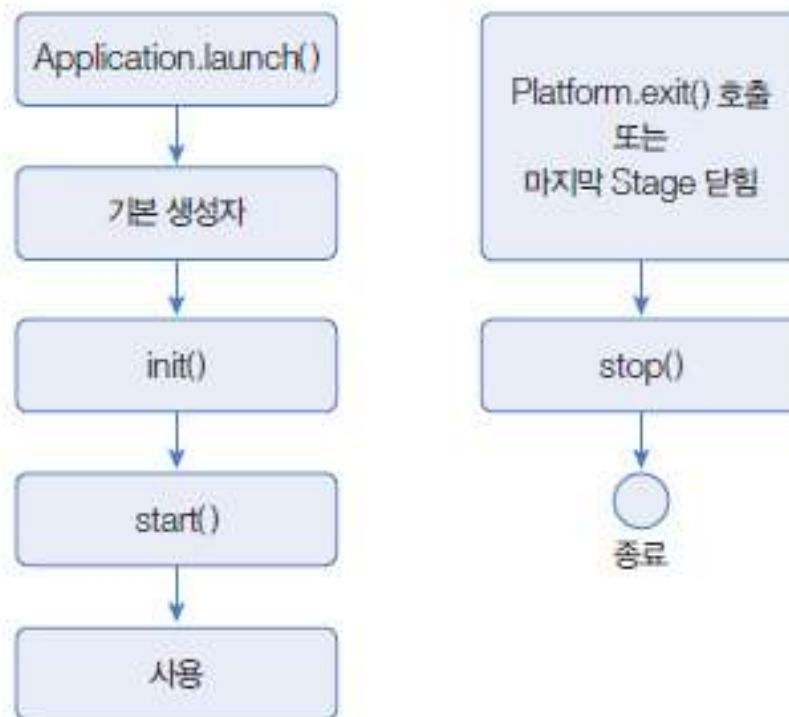 Application.launch()
기본 생성자
init()
start()
사용
Platform.exit() 호출
또는
마지막 Stage 닫힘
stop()
종료